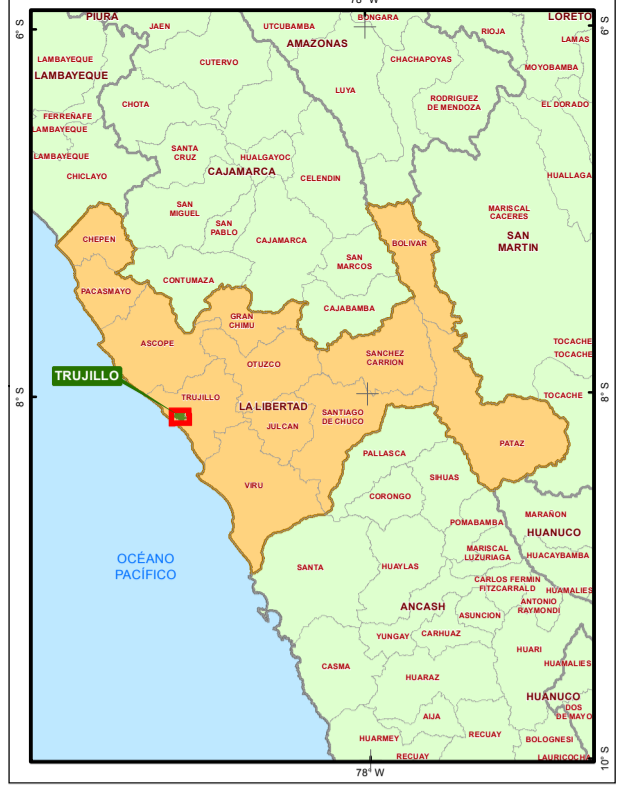 78° W
PIURA
BONGARA
LORETO
6° S
6° S
JAEN
UTCUBAMBA
RIOJA
LAMAS
AMAZONAS
LAMBAYEQUE
CUTERVO
CHACHAPOYAS
MOYOBAMBA
LAMBAYEQUE
LUYA
CHOTA
RODRIGUEZ
DE MENDOZA
EL DORADO
FERREÑAFE
LAMBAYEQUE
SANTA
CRUZ
HUALGAYOC
LAMBAYEQUE
CAJAMARCA
CHICLAYO
CELENDIN
HUALLAGA
SAN
MIGUEL
MARISCAL
CACERES
SAN
PABLO
SAN
MARTIN
CHEPEN
CAJAMARCA
BOLIVAR
SAN
MARCOS
CONTUMAZA
PACASMAYO
CAJABAMBA
GRAN
CHIMU
ASCOPE
TOCACHE
TOCACHE
SANCHEZ
CARRION
OTUZCO
TRUJILLO
8° S
8° S
TRUJILLO
TOCACHE
LA LIBERTAD
SANTIAGO
DE CHUCO
JULCAN
PATAZ
PALLASCA
SIHUAS
VIRU
CORONGO
MARAÑON
POMABAMBA
HUANUCO
OCÉANO
PACÍFICO
SANTA
HUAYLAS
MARISCAL
LUZURIAGA
HUACAYBAMBA
CARLOS FERMIN
FITZCARRALD
HUAMALIES
ANCASH
ANTONIO
RAYMONDI
ASUNCION
YUNGAY
CARHUAZ
HUARI
CASMA
HUAMALIES
HUARAZ
HUANUCO
DOS
DE MAYO
AIJA
HUARMEY
RECUAY
BOLOGNESI
RECUAY
LAURICOCHA
10° S
78° W